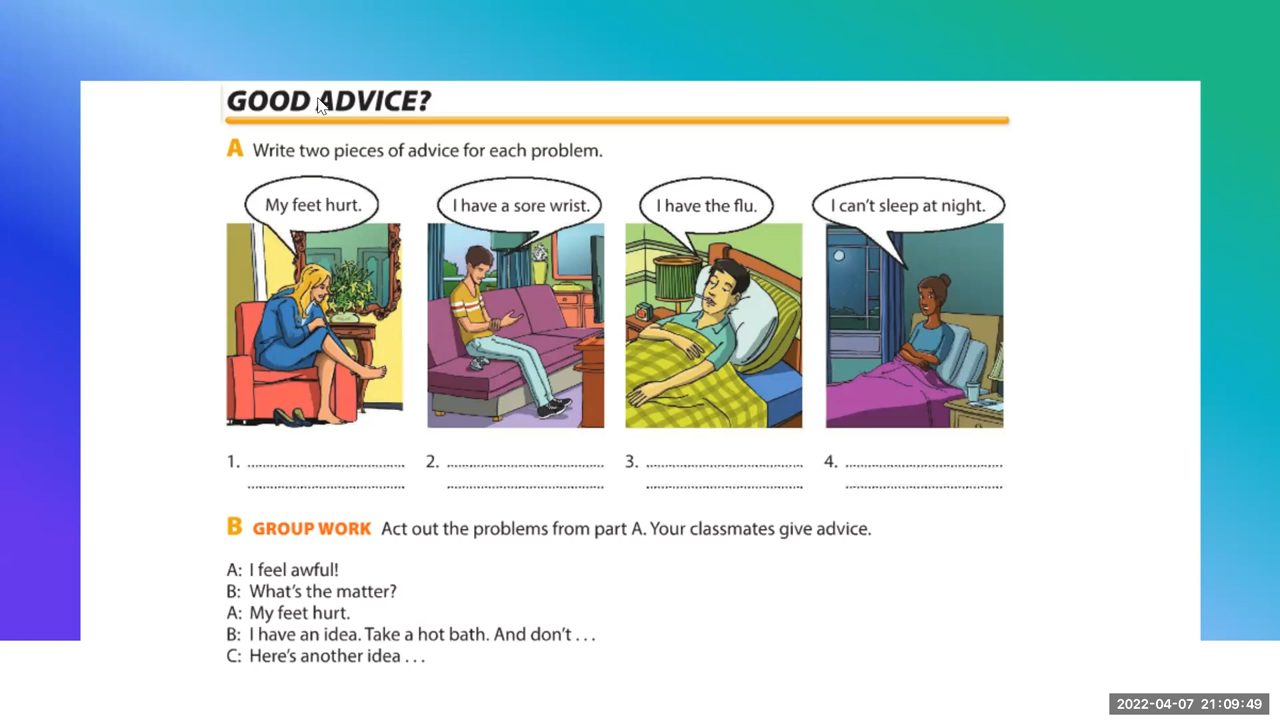 GOOD ADVICE?
A Write two pieces of advice for each problem.
My feet hurt.
I have a sore wrist.
I have the flu.
I can't sleep at night.
1. ........................................
2. ........................................
3. ........................................
4. ........................................
B GROUP WORK Act out the problems from part A. Your classmates give advice.
A: I feel awful!
B: What's the matter?
A: My feet hurt.
B: I have an idea. Take a hot bath. And don't . . .
C: Here's another idea . . .
2022-04-07 21:09:49